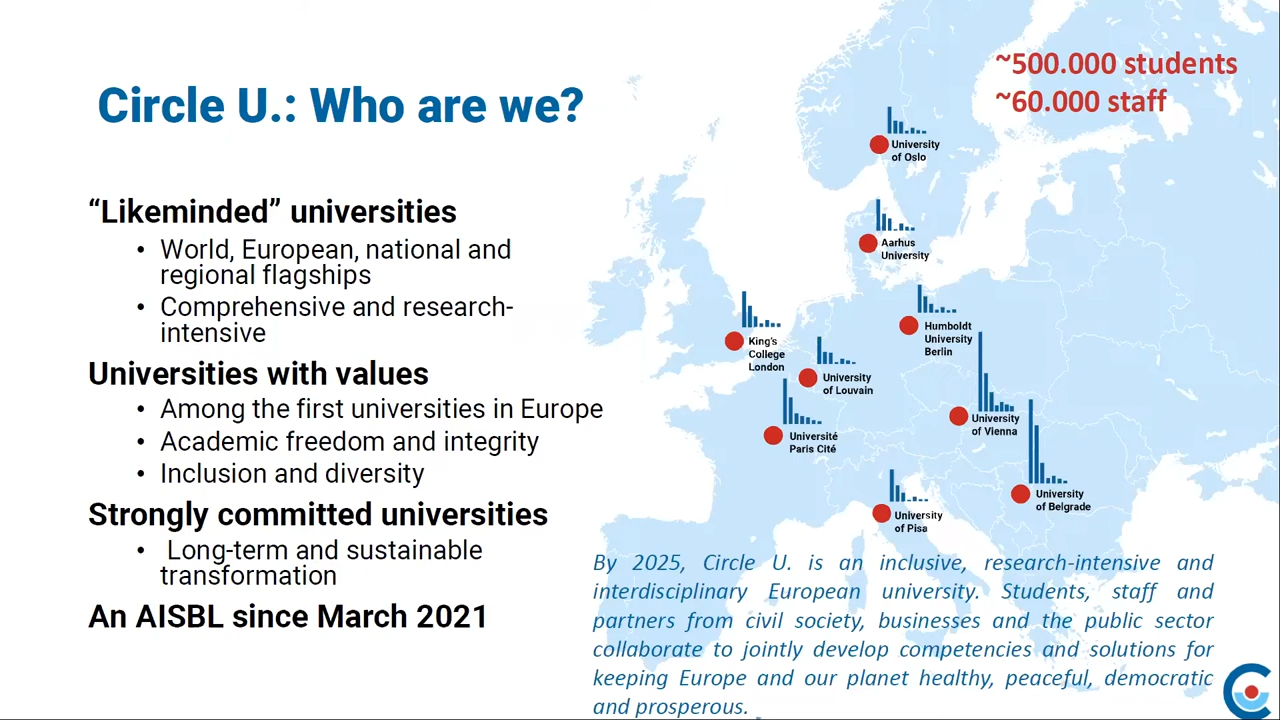 Circle U.: Who are we?
~500.000 students
~60.000 staff
“Likeminded” universities
• World, European, national and
regional flagships
• Comprehensive and research-
intensive
Universities with values
• Among the first universities in Europe
• Academic freedom and integrity
• Inclusion and diversity
Strongly committed universities
• Long-term and sustainable
transformation
An AISBL since March 2021
University
of Oslo
Aarhus
University
Humboldt
University
Berlin
King's
College
London
University
of Louvain
University
of Vienna
Université
Paris Cité
University
of Belgrade
University
of Pisa
By 2025, Circle U. is an inclusive, research-intensive and
interdisciplinary European university. Students, staff and
partners from civil society, businesses and the public sector
collaborate to jointly develop competencies and solutions for
keeping Europe and our planet healthy, peaceful, democratic
and prosperous.